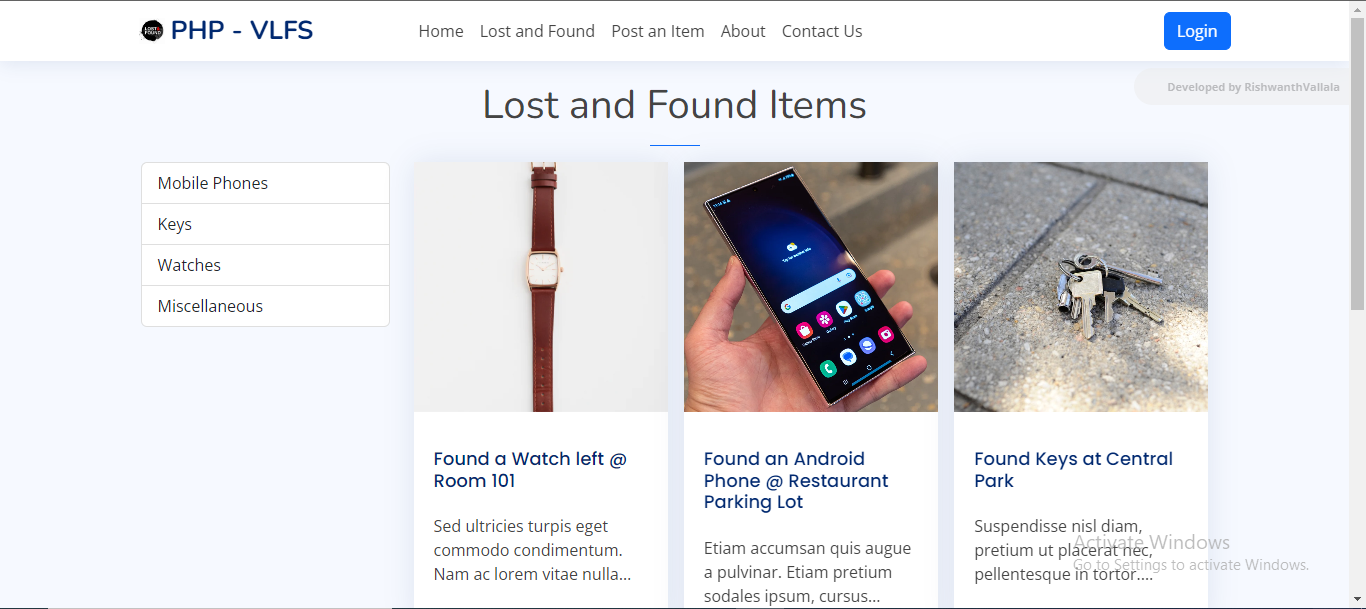 LOST & FOUND PHP - VLFS
Home Lost and Found Post an Item About Contact Us
Login
Developed by RishwanthVallala
Lost and Found Items
Mobile Phones
Keys
Watches
Miscellaneous
Found a Watch left @
Room 101
Sed ultricies turpis eget
commodo condimentum.
Nam ac lorem vitae nulla...
Found an Android
Phone @ Restaurant
Parking Lot
Etiam accumsan quis augue
a pulvinar. Etiam pretium
sodales ipsum, cursus...
Found Keys at Central
Park
Suspendisse nisl diam,
pretium ut placerat nec,
pellentesque in tortor....
Activate Windows
Go to Settings to activate Windows.